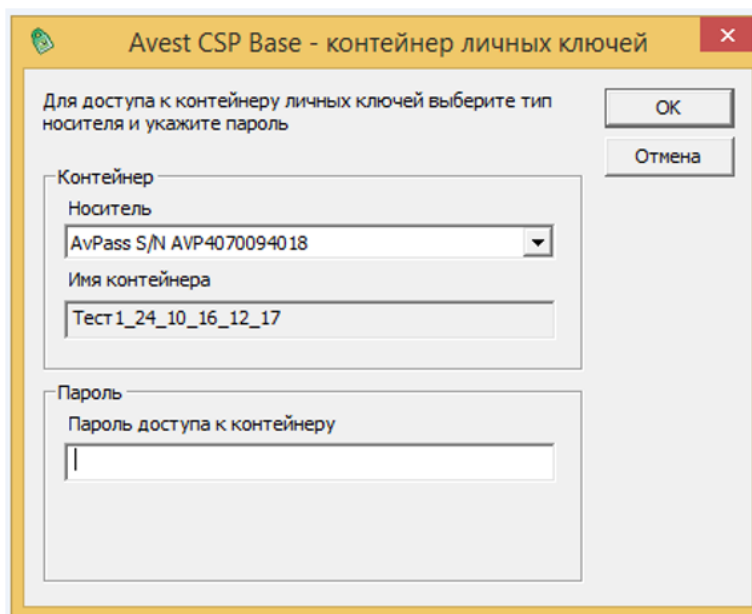 Avest CSP Base - контейнер личных ключей
Для доступа к контейнеру личных ключей выберите тип
носителя и укажите пароль
OK
Отмена
Контейнер
Носитель
AvPass S/N AVP4070094018
Имя контейнера
Тест1_24_10_16_12_17
Пароль
Пароль доступа к контейнеру